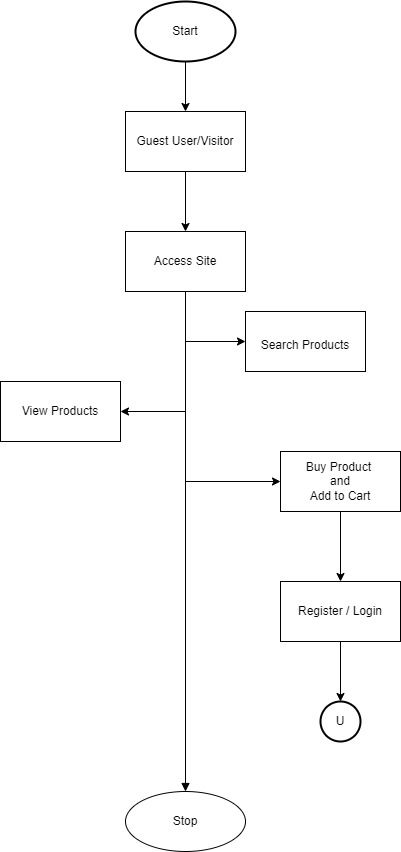 Start
Guest User/Visitor
Access Site
Search Products
View Products
Buy Product
and
Add to Cart
Register / Login
U
Stop